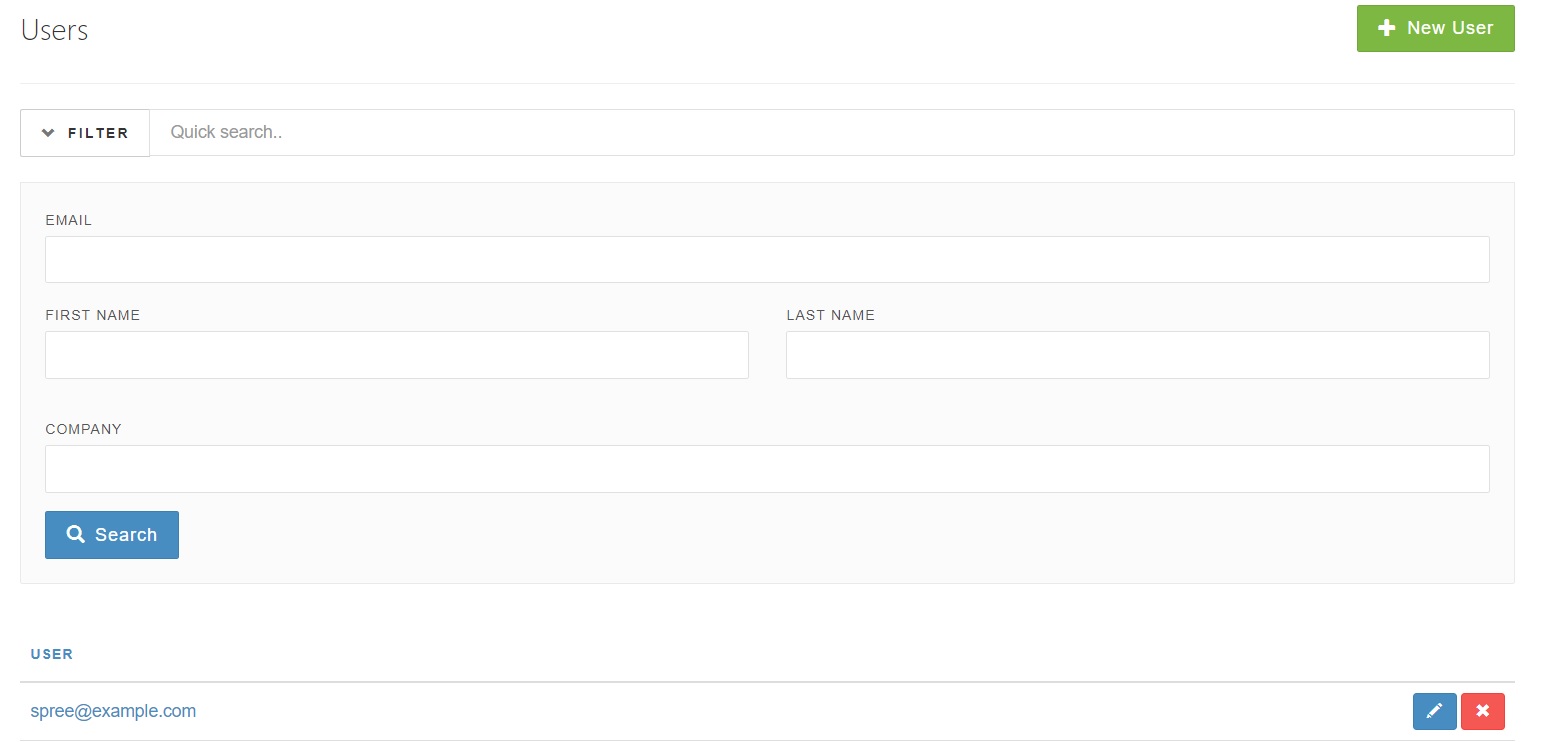 Users
New User
FILTER
Quick search..
EMAIL
FIRST NAME
LAST NAME
COMPANY
Search
USER
spree@example.com